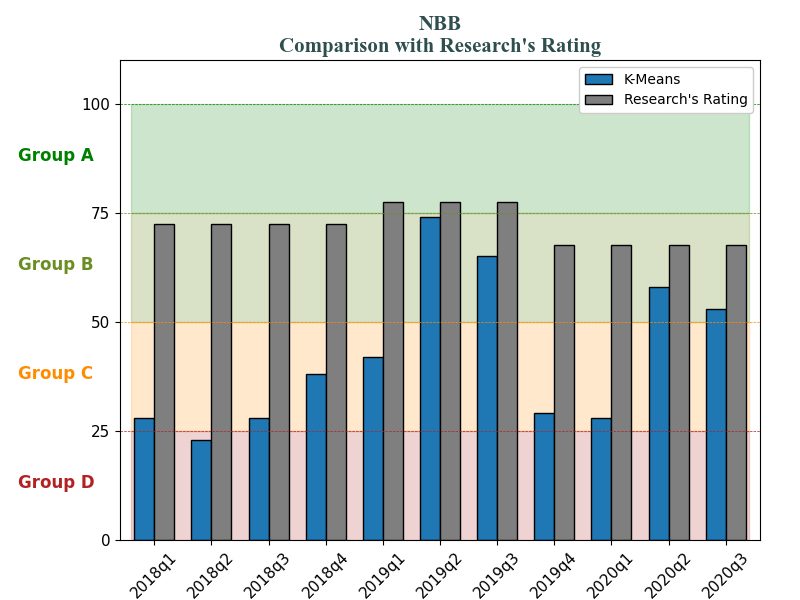 NBB
Comparison with Research's Rating
K-Means
Research's Rating
100
Group A
75
Group B
50
Group C
25
Group D
0
2018q1
2018q2
2018q3
2018q4
2019q1
2019q2
2019q3
2019q4
2020q1
2020q2
2020q3